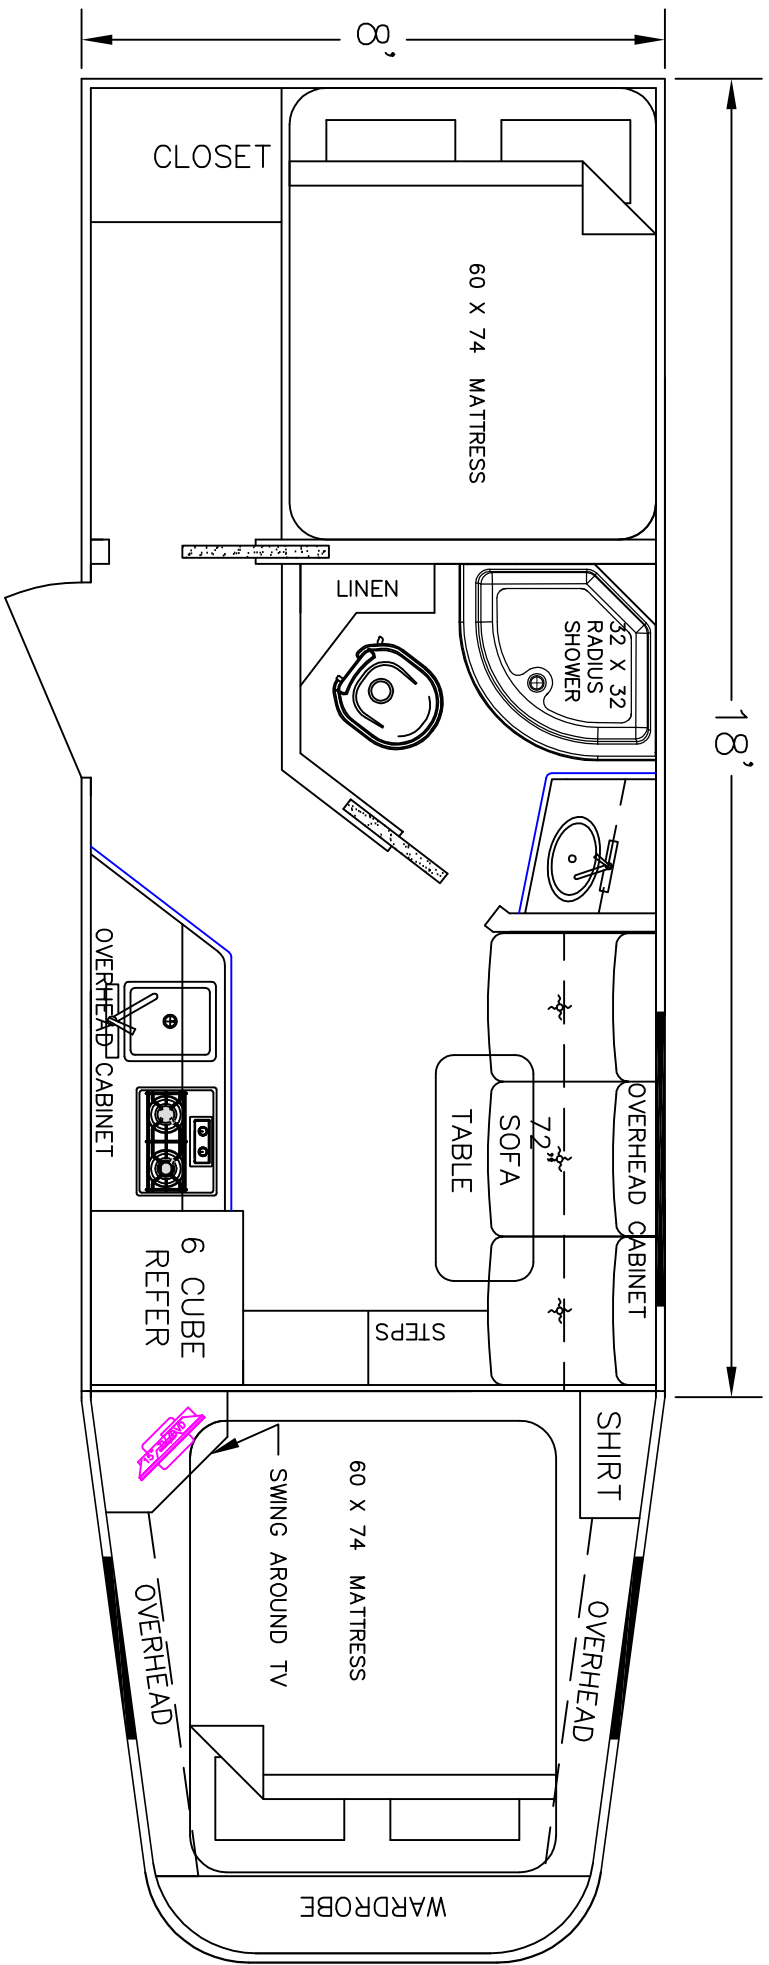 8'
18'
CLOSET
60 X 74 MATTRESS
LINEN
32 X 32
RADIUS
SHOWER
OVERHEAD CABINET
72"
SOFA
TABLE
OVERHEAD CABINET
6 CUBE
REFER
STEPS
SHIRT
15"
SWING AROUND TV
60 X 74 MATTRESS
OVERHEAD
OVERHEAD
WARDROBE